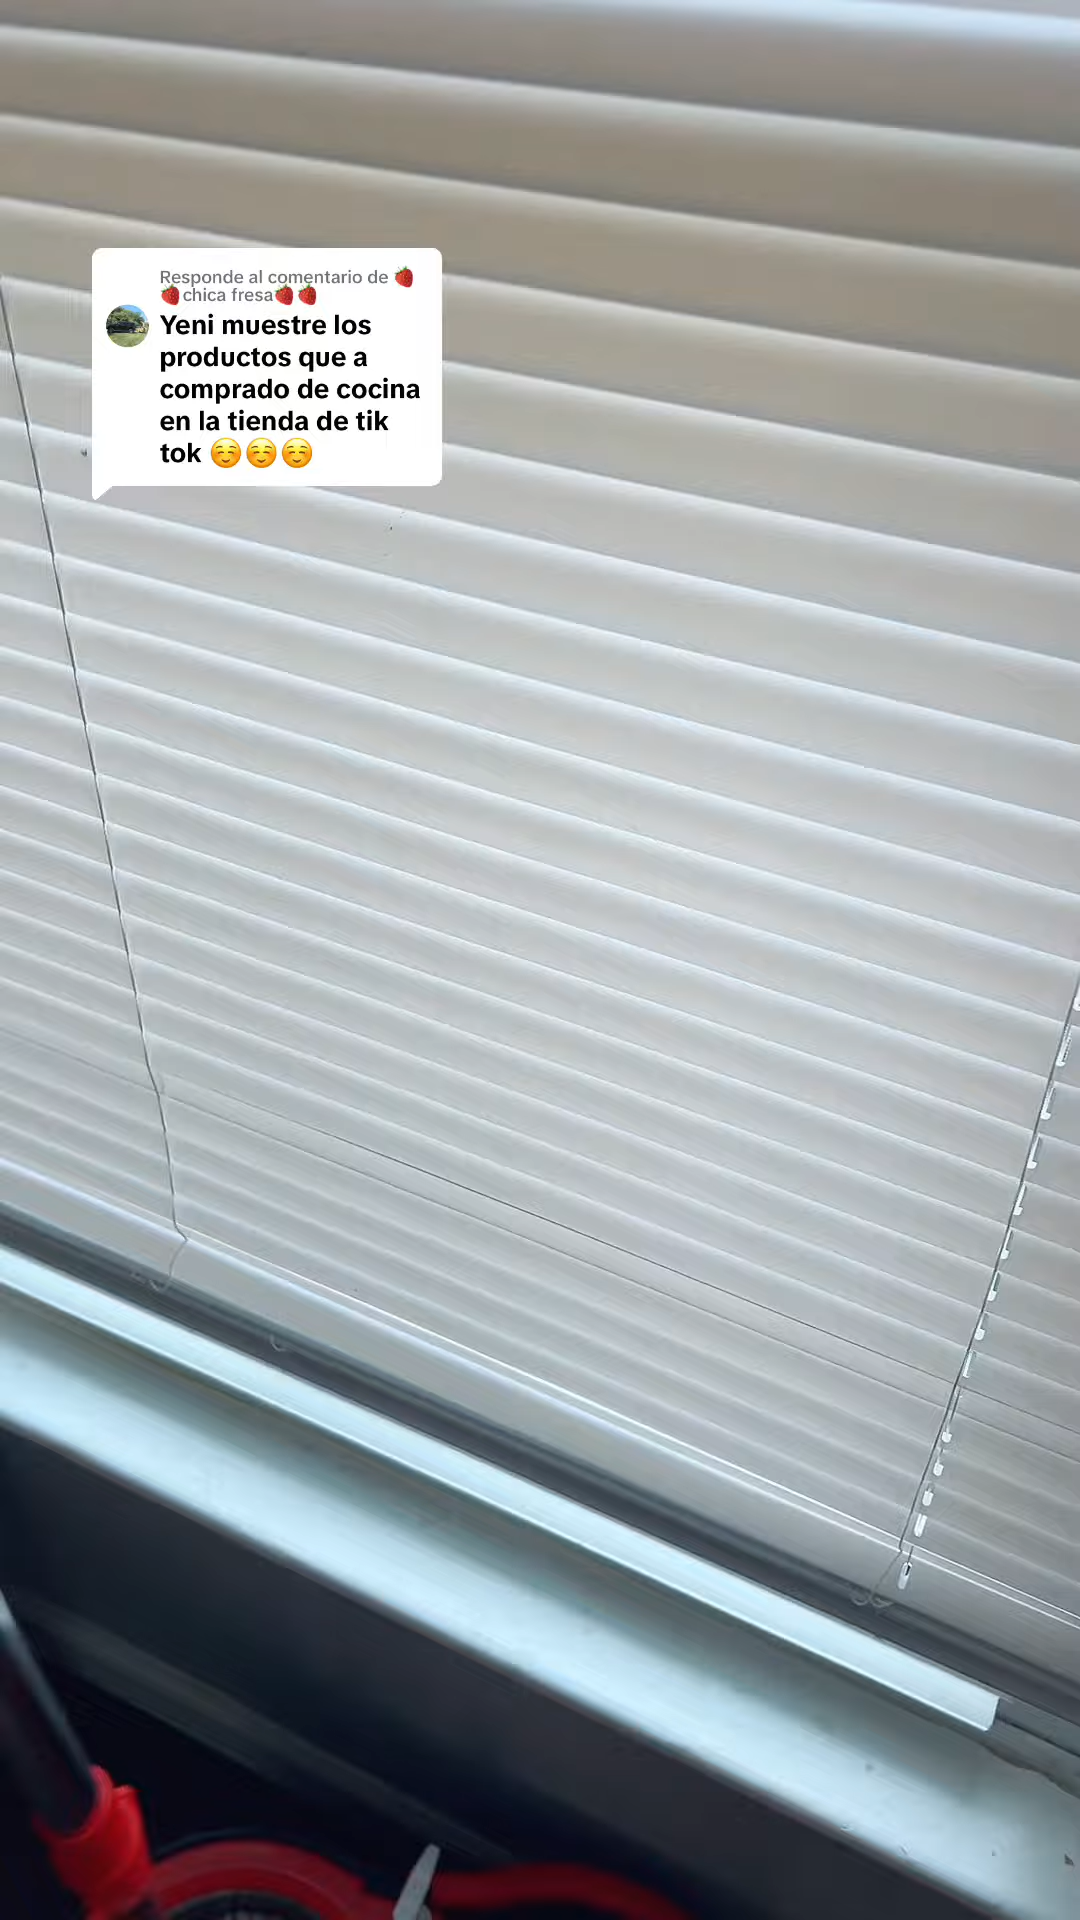 Responde al comentario de 🍓
🍓chica fresa🍓🍓
Yeni muestre los
productos que a
comprado de cocina
en la tienda de tik
tok ☺️☺️☺️